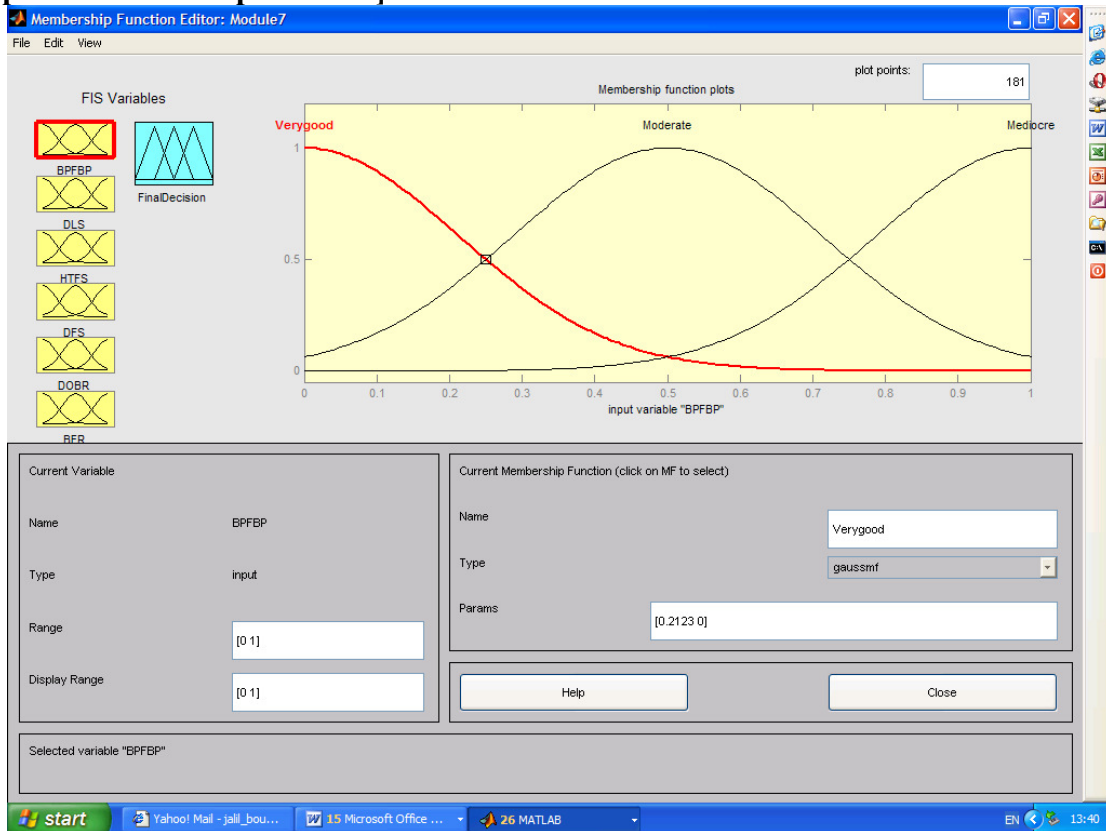 Membership Function Editor: Module7
File Edit View
FIS Variables
BPFBP
DLS
HTFS
DFS
DOBR
BFR
FinalDecision
plot points:
181
Membership function plots
Verygood
Moderate
Mediocre
1
0.5
0
0 0.1 0.2 0.3 0.4 0.5 0.6 0.7 0.8 0.9 1
input variable "BPFBP"
Current Variable
Name BPFBP
Type input
Range [0 1]
Display Range [0 1]
Current Membership Function (click on MF to select)
Name Verygood
Type gaussmf
Params [0.2123 0]
Help Close
Selected variable "BPFBP"
start Yahoo! Mail - jalil_bou... 15 Microsoft Office ... 26 MATLAB EN 13:40